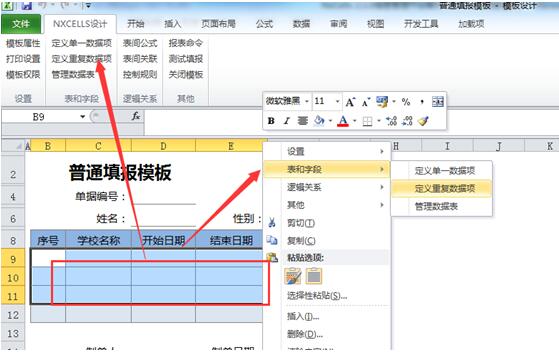 普通填报模板 - 模板设计
文件 NXCELLS设计 开始 插入 页面布局 公式 数据 审阅 视图 开发工具 加载项
模板属性 定义单一数据项 表间公式 报表命令
打印设置 定义重复数据项 表间关联 测试填报
模板权限 管理数据表 控制规则 关闭模板
设置 表和字段 逻辑关系 其他
微软雅黑 11 A A % ,
B I A
B9 fx
A B C D E H I J K
2 普通填报模板
4 单据编号：
6 姓名： 性别：
8 序号 学校名称 开始日期 结束日期
9
10
11
12
13
制单人 制单日期
设置
表和字段
逻辑关系
其他
剪切(T)
复制(C)
粘贴选项:
选择性粘贴(S)...
插入(I)...
删除(D)...
定义单一数据项
定义重复数据项
管理数据表